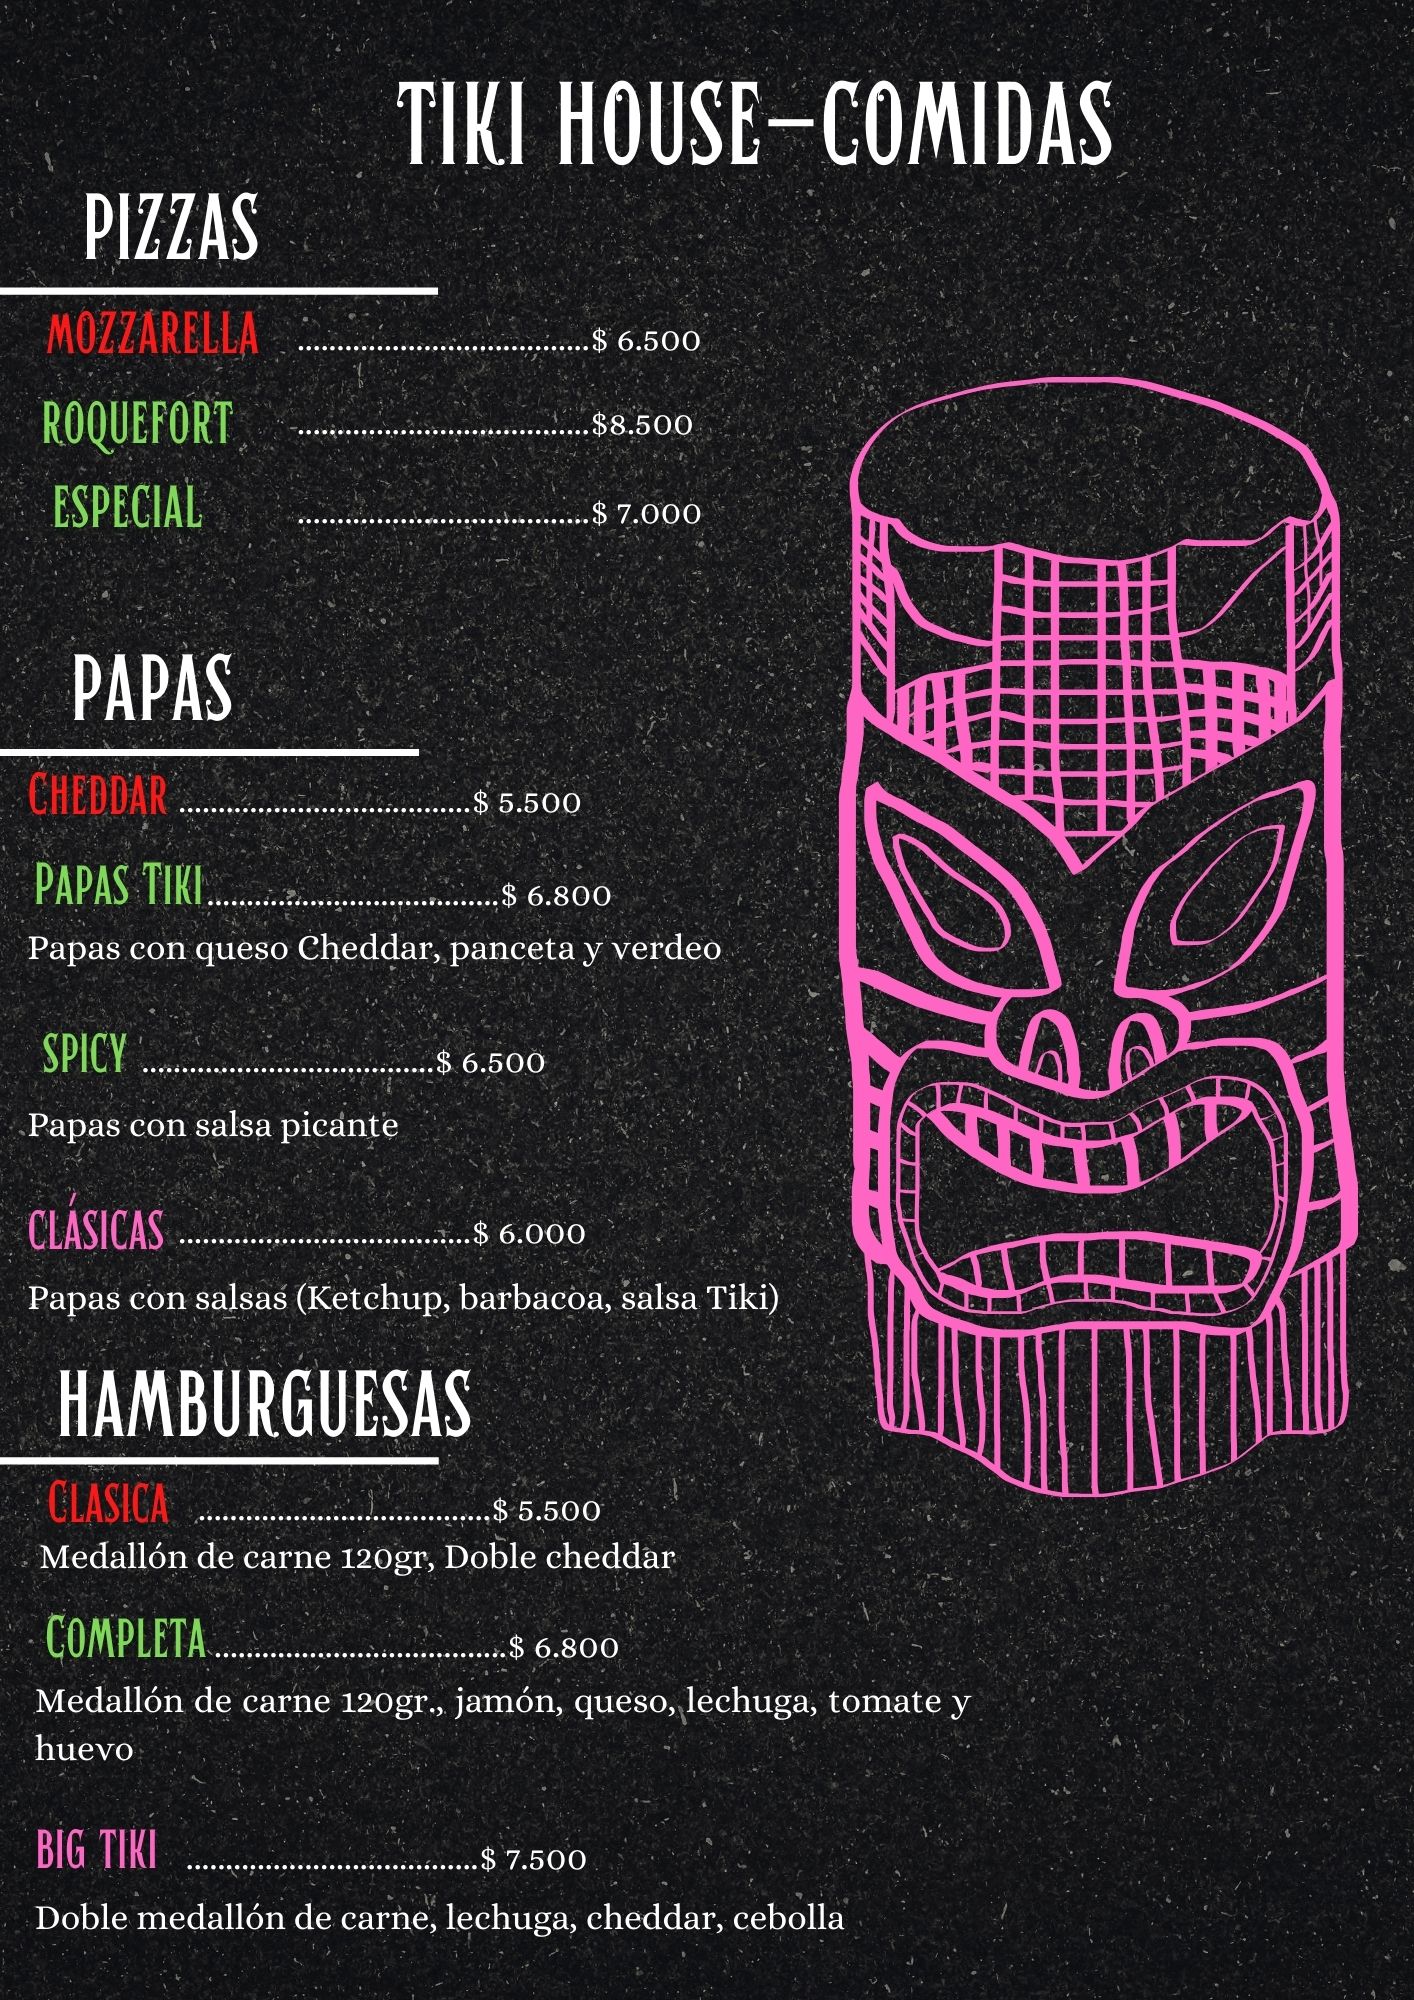 TIKI HOUSE-COMIDAS
PIZZAS
MOZZARELLA .....................................$ 6.500
ROQUEFORT .....................................$8.500
ESPECIAL .....................................$ 7.000
PAPAS
CHEDDAR .....................................$ 5.500
PAPAS TIKI.....................................$ 6.800
Papas con queso Cheddar, panceta y verdeo
SPICY .....................................$ 6.500
Papas con salsa picante
CLÁSICAS .....................................$ 6.000
Papas con salsas (Ketchup, barbacoa, salsa Tiki)
HAMBURGUESAS
CLASICA .....................................$ 5.500
Medallón de carne 120gr, Doble cheddar
COMPLETA.....................................$ 6.800
Medallón de carne 120gr., jamón, queso, lechuga, tomate y
huevo
BIG TIKI .....................................$ 7.500
Doble medallón de carne, lechuga, cheddar, cebolla